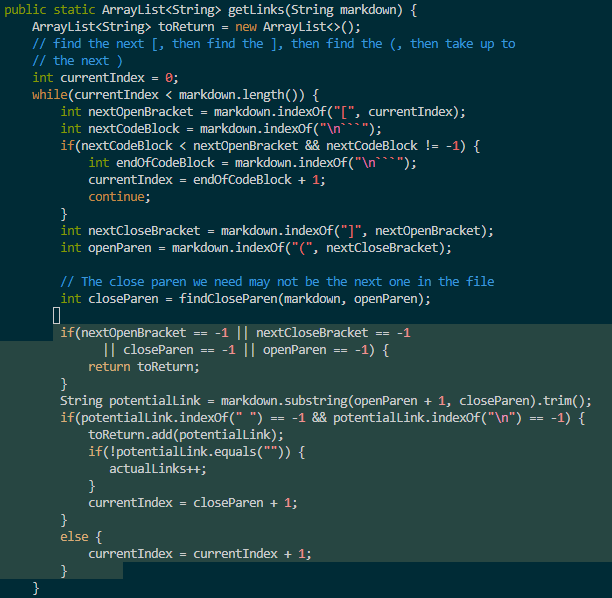 public static ArrayList<String> getLinks(String markdown) {
    ArrayList<String> toReturn = new ArrayList<>();
    // find the next [, then find the ], then find the (, then take up to
    // the next )
    int currentIndex = 0;
    while(currentIndex < markdown.length()) {
        int nextOpenBracket = markdown.indexOf("[", currentIndex);
        int nextCodeBlock = markdown.indexOf("\n```");
        if(nextCodeBlock < nextOpenBracket && nextCodeBlock != -1) {
            int endOfCodeBlock = markdown.indexOf("\n```");
            currentIndex = endOfCodeBlock + 1;
            continue;
        }
        int nextCloseBracket = markdown.indexOf("]", nextOpenBracket);
        int openParen = markdown.indexOf("(", nextCloseBracket);

        // The close paren we need may not be the next one in the file
        int closeParen = findCloseParen(markdown, openParen);

        if(nextOpenBracket == -1 || nextCloseBracket == -1
              || closeParen == -1 || openParen == -1) {
            return toReturn;
        }
        String potentialLink = markdown.substring(openParen + 1, closeParen).trim();
        if(potentialLink.indexOf(" ") == -1 && potentialLink.indexOf("\n") == -1) {
            toReturn.add(potentialLink);
            if(!potentialLink.equals("")) {
               actualLinks++;
            }
            currentIndex = closeParen + 1;
        }
        else {
            currentIndex = currentIndex + 1;
        }
    }